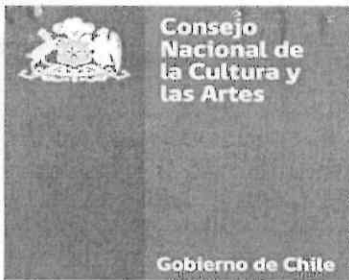 Consejo
Nacional de
la Cultura y
las Artes
Gobierno de Chile